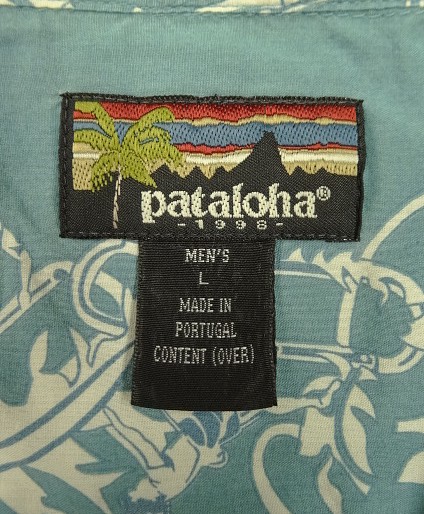 pataloha®
-1998-
MEN'S
L
MADE IN
PORTUGAL
CONTENT (OVER)